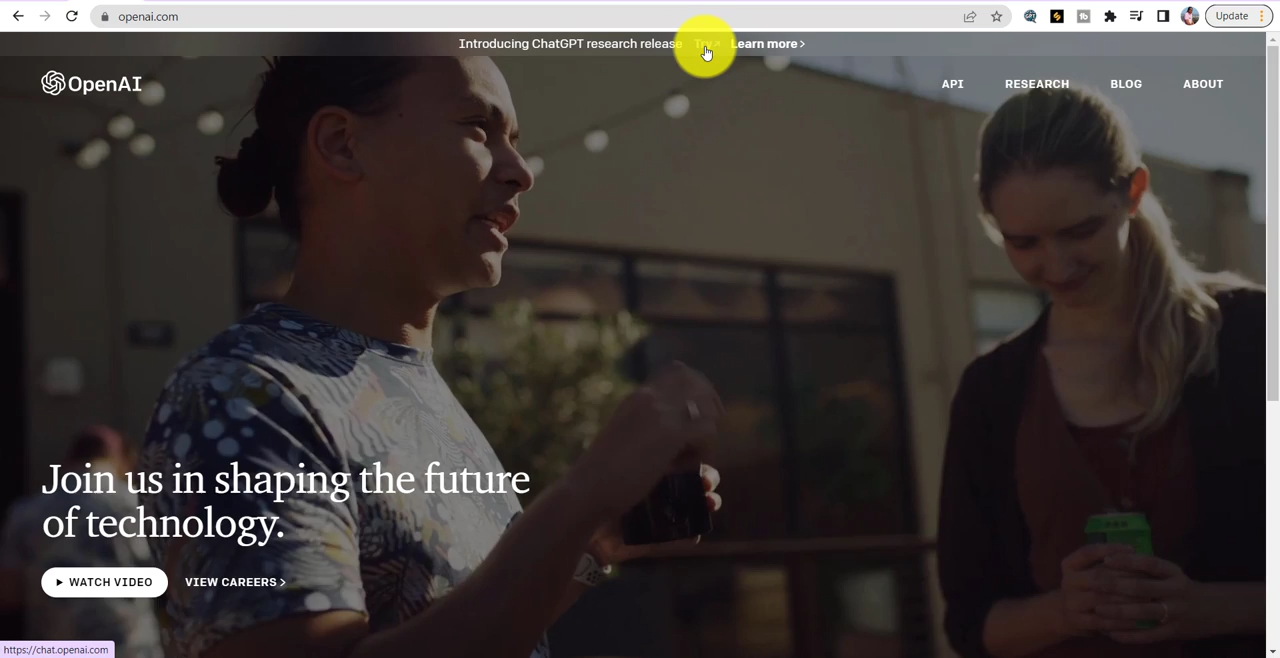 openai.com
Update
Introducing ChatGPT research release Try Learn more >
OpenAI
API RESEARCH BLOG ABOUT
Join us in shaping the future
of technology.
WATCH VIDEO VIEW CAREERS >
https://chat.openai.com